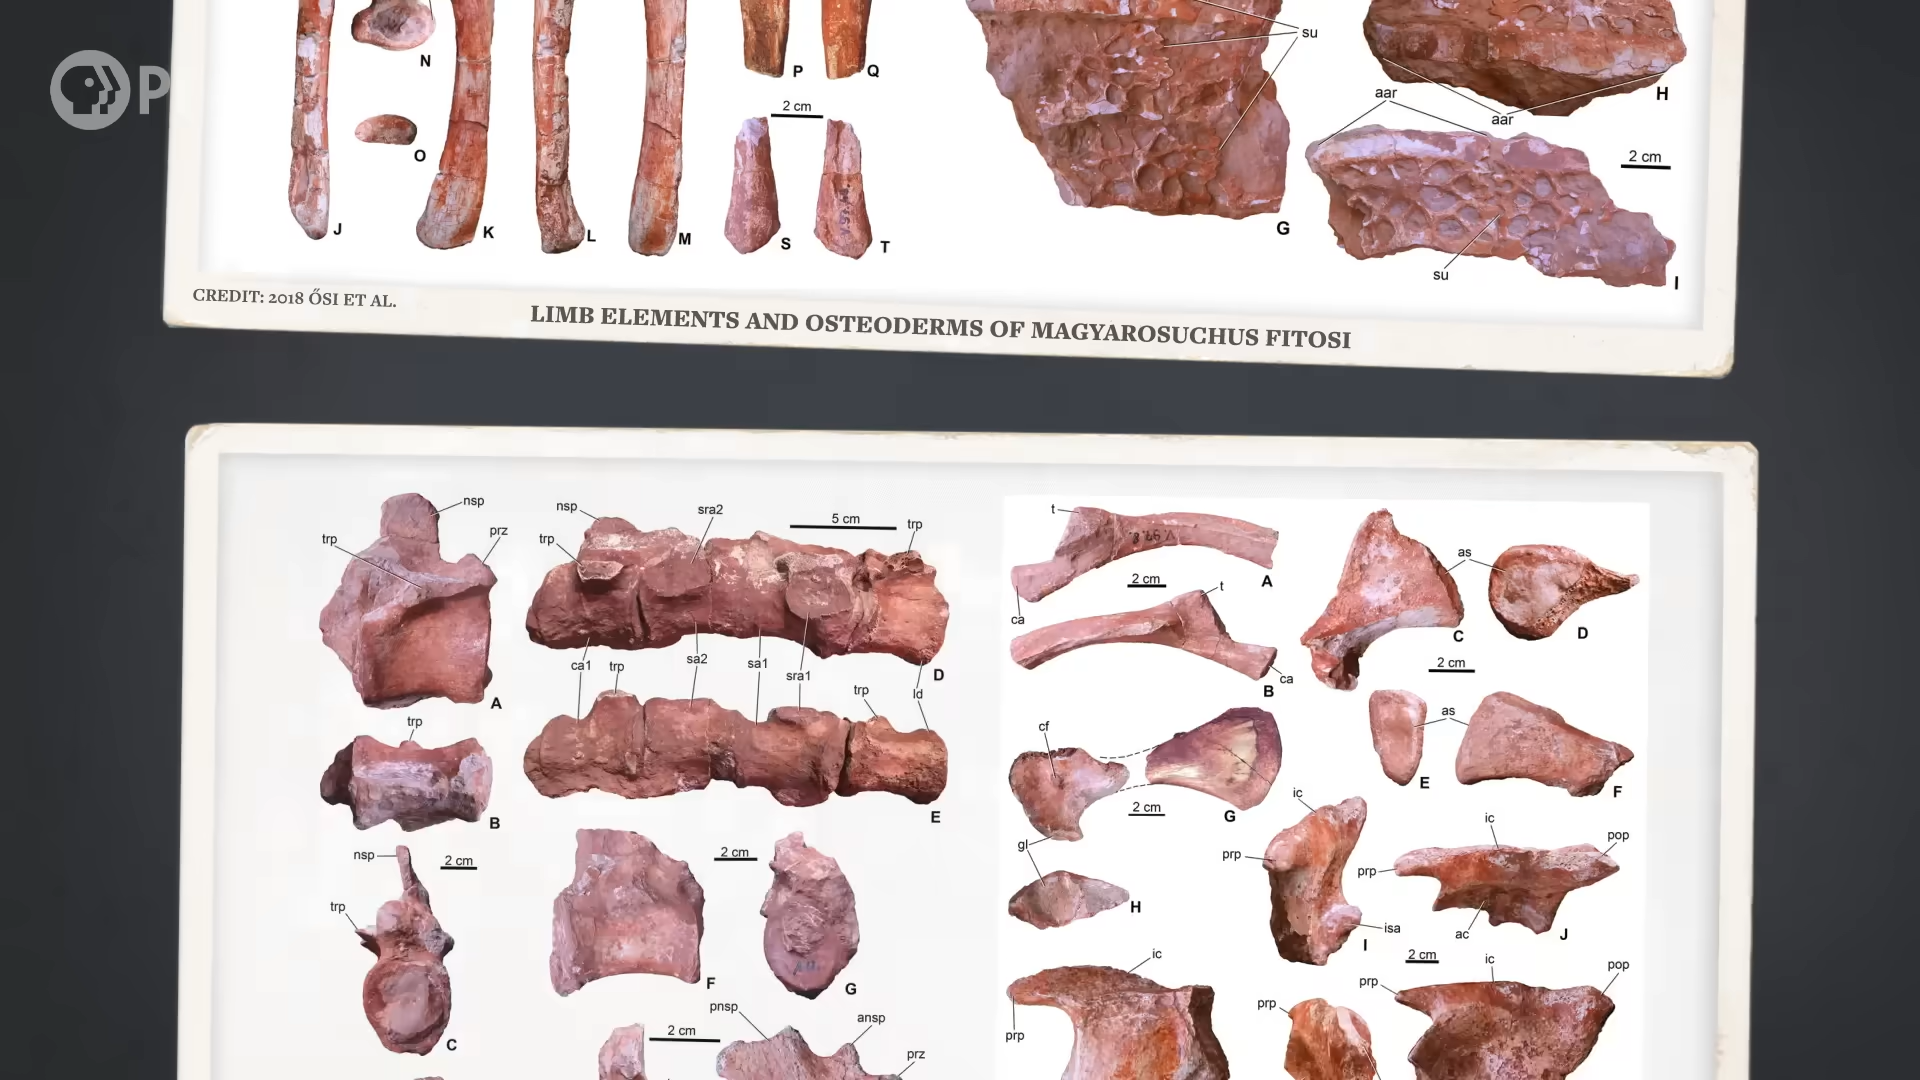 P
N
O
J
K
L
M
P
Q
2 cm
S
T
su
G
aar
H
aar
2 cm
su
I
CREDIT: 2018 ŐSI ET AL.
LIMB ELEMENTS AND OSTEODERMS OF MAGYAROSUCHUS FITOSI
nsp
prz
trp
A
trp
B
nsp
2 cm
trp
C
nsp
sra2
5 cm
trp
trp
ca1
trp
sa2
sa1
sra1
trp
ld
D
E
2 cm
F
G
pnsp
2 cm
ansp
prz
t
2 cm
A
ca
t
B
ca
as
C
D
2 cm
as
E
F
cf
2 cm
G
gl
H
ic
prp
isa
I
ic
pop
prp
ac
J
2 cm
ic
prp
prp
ic
pop
prp